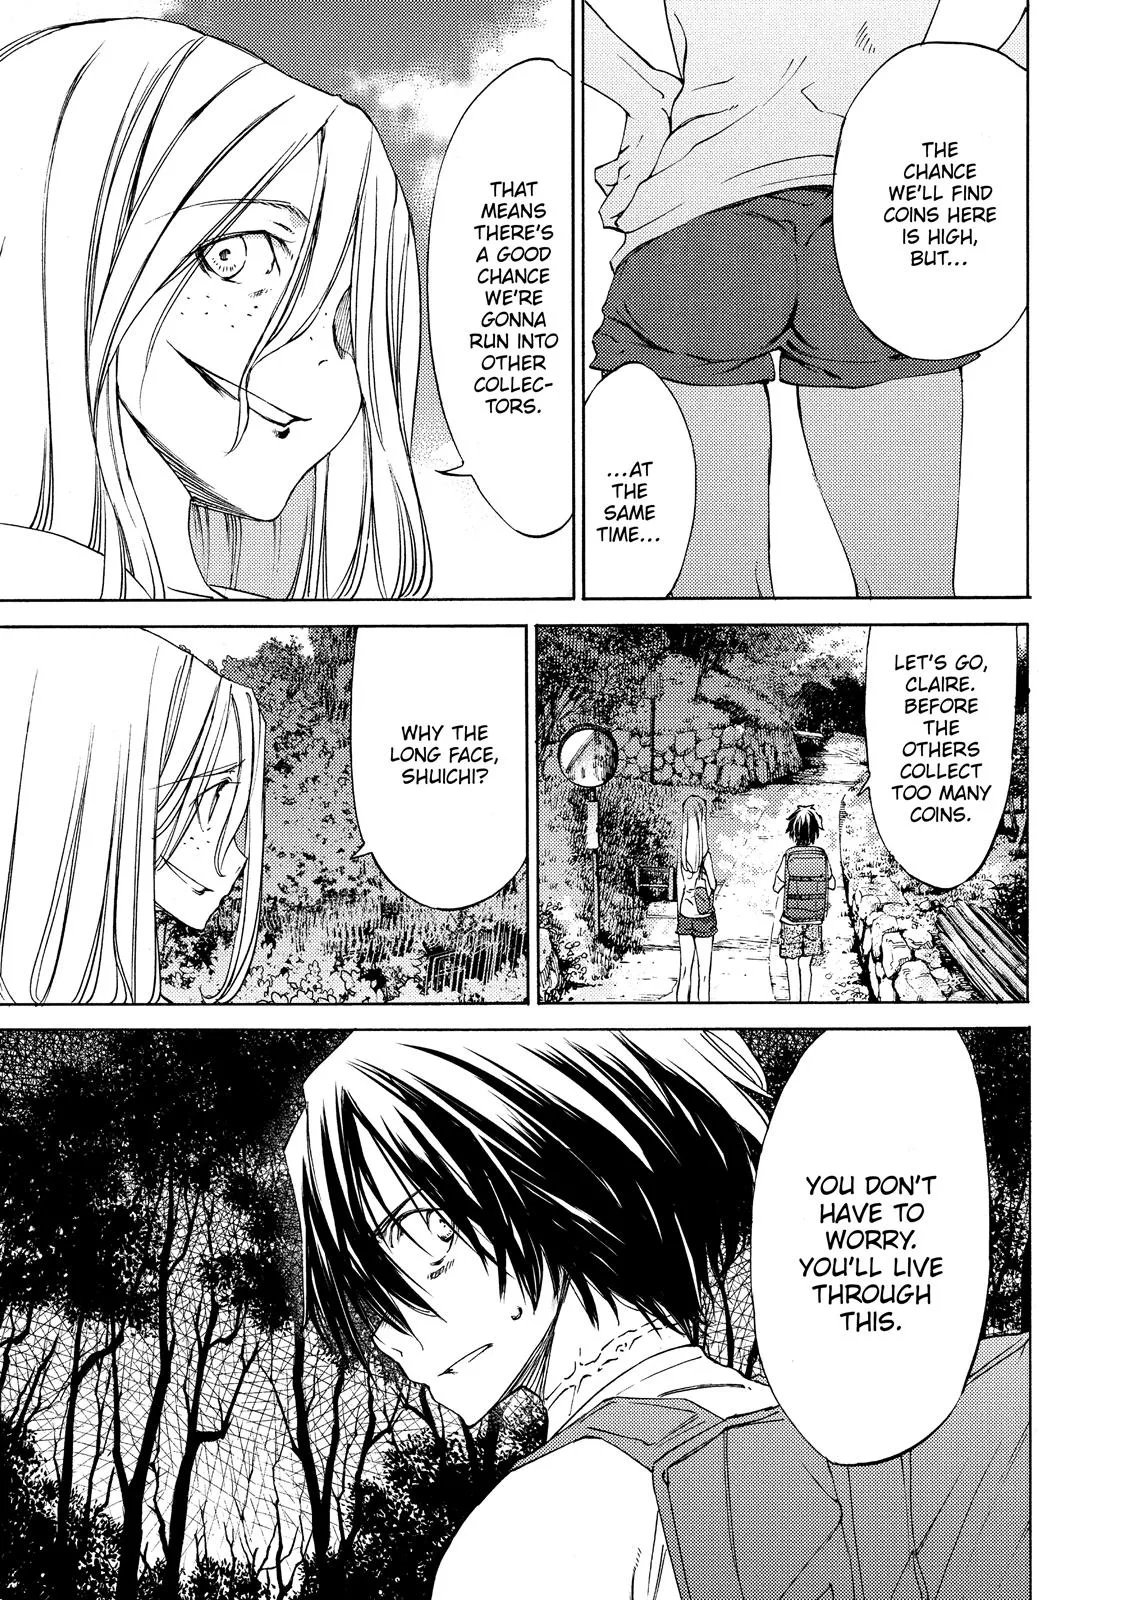 THE
CHANCE
WE'LL FIND
COINS HERE
IS HIGH,
BUT...
...AT
THE
SAME
TIME...
THAT
MEANS
THERE'S
A GOOD
CHANCE
WE'RE
GONNA
RUN INTO
OTHER
COLLEC-
TORS.
LET'S GO,
CLAIRE.
BEFORE
THE
OTHERS
COLLECT
TOO MANY
COINS.
WHY THE
LONG FACE,
SHUICHI?
YOU DON'T
HAVE TO
WORRY.
YOU'LL LIVE
THROUGH
THIS.